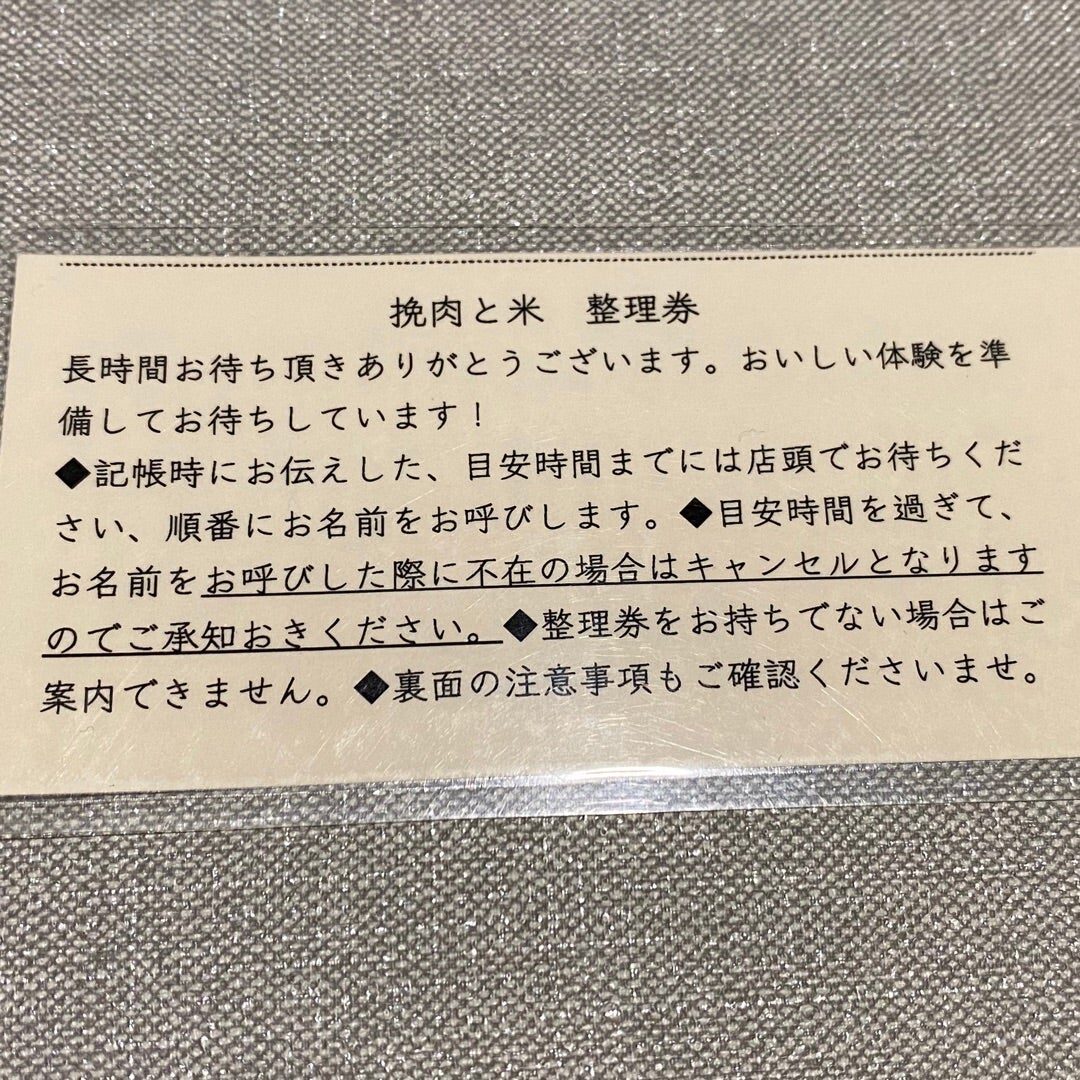 挽肉と米　整理券
長時間お待ち頂きありがとうございます。おいしい体験を準
備してお待ちしています！
◆記帳時にお伝えした、目安時間までには店頭でお待ちくだ
さい、順番にお名前をお呼びします。◆目安時間を過ぎて、
お名前をお呼びした際に不在の場合はキャンセルとなります
のでご承知おきください。◆整理券をお持ちでない場合はご
案内できません。◆裏面の注意事項もご確認くださいませ。